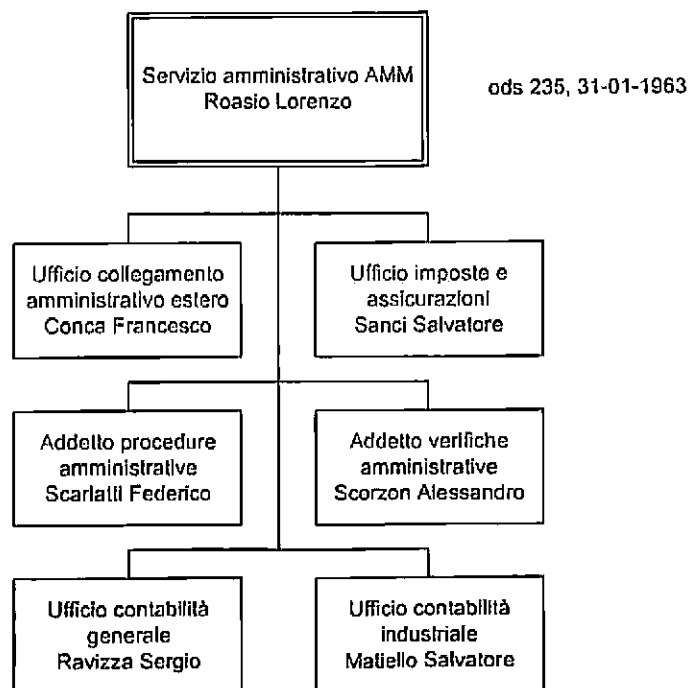 Servizio amministrativo AMM
Roasio Lorenzo
ods 235, 31-01-1963
Ufficio collegamento
amministrativo estero
Conca Francesco
Ufficio imposte e
assicurazioni
Sanci Salvatore
Addetto procedure
amministrative
Scarlatti Federico
Addetto verifiche
amministrative
Scorzon Alessandro
Ufficio contabilità
generale
Ravizza Sergio
Ufficio contabilità
industriale
Matiello Salvatore